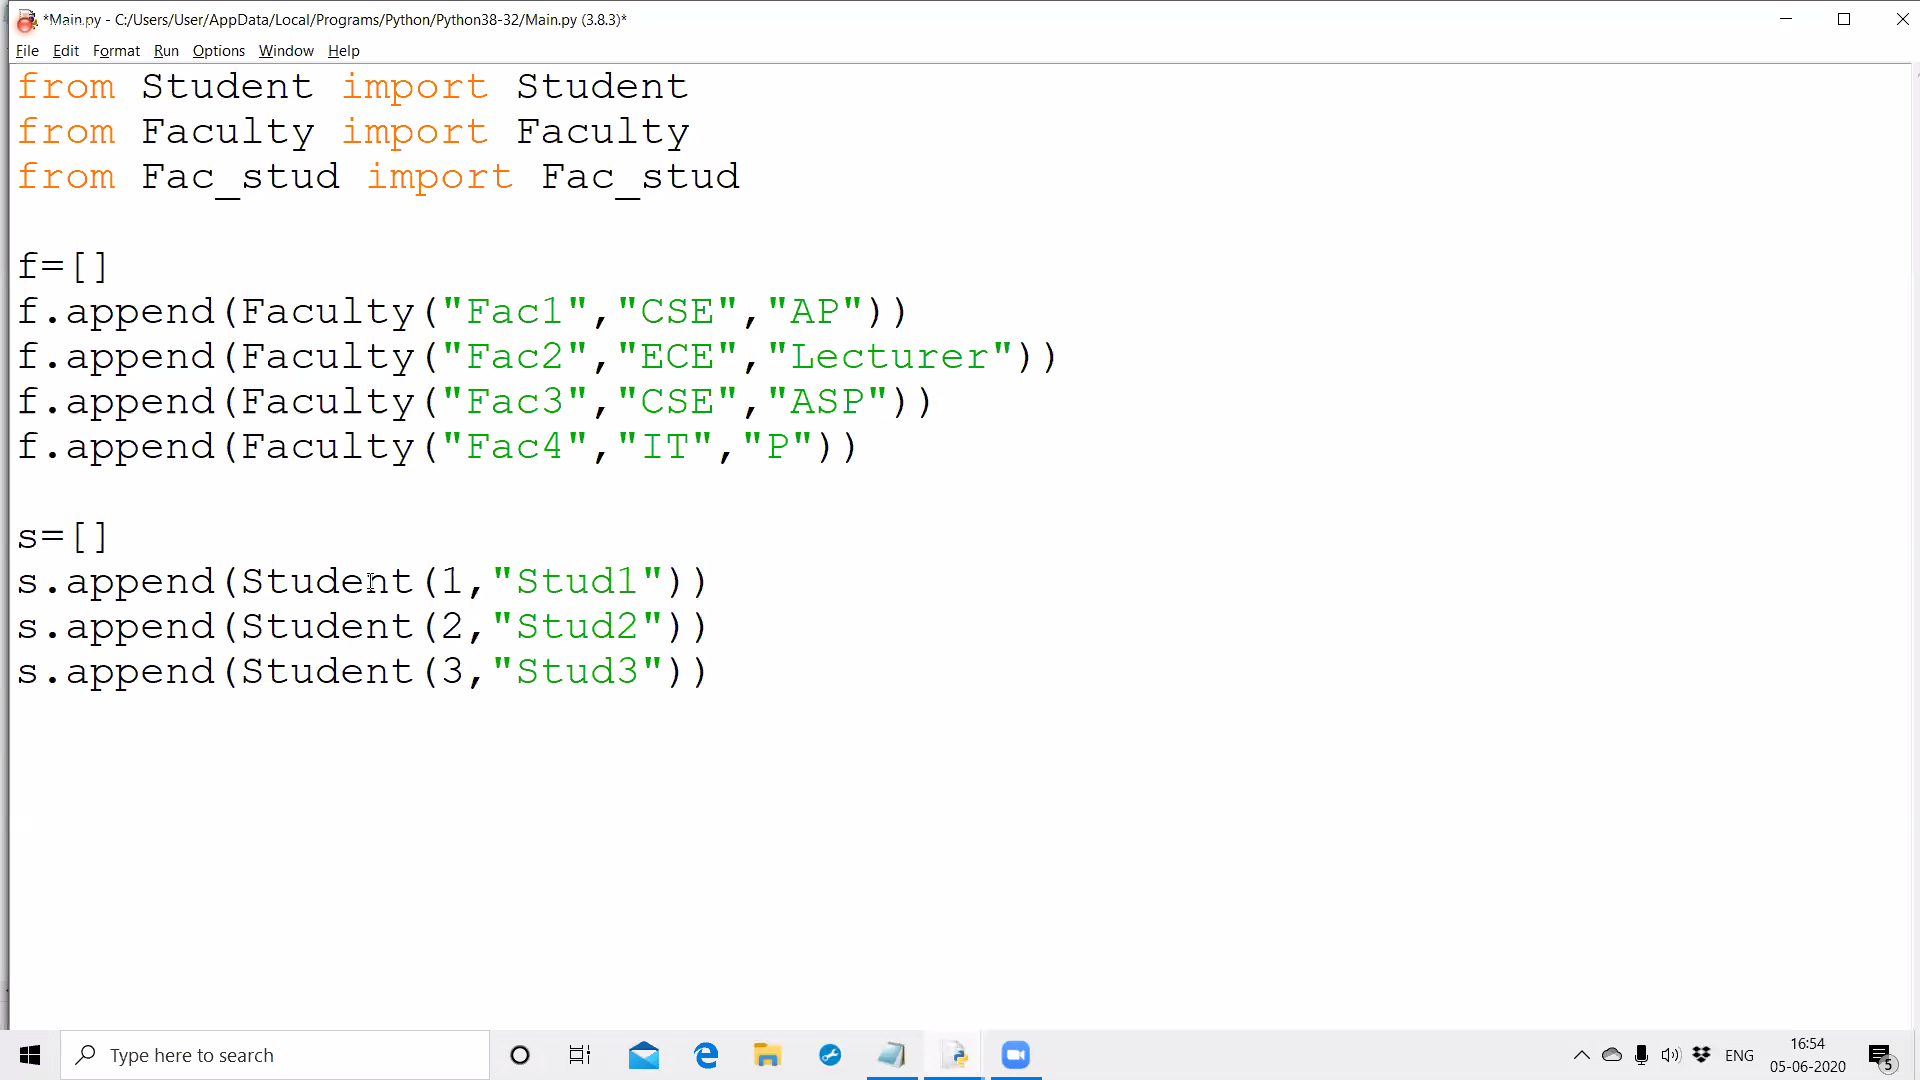 *Main.py - C:/Users/User/AppData/Local/Programs/Python/Python38-32/Main.py (3.8.3)*
File Edit Format Run Options Window Help
from Student import Student
from Faculty import Faculty
from Fac_stud import Fac_stud
f=[]
f.append(Faculty("Fac1","CSE","AP"))
f.append(Faculty("Fac2","ECE","Lecturer"))
f.append(Faculty("Fac3","CSE","ASP"))
f.append(Faculty("Fac4","IT","P"))
s=[]
s.append(Student(1,"Stud1"))
s.append(Student(2,"Stud2"))
s.append(Student(3,"Stud3"))
Type here to search
ENG
16:54
05-06-2020
5